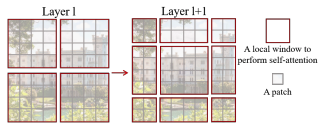 Layer l
Layer l+1
A local window to
perform self-attention
A patch